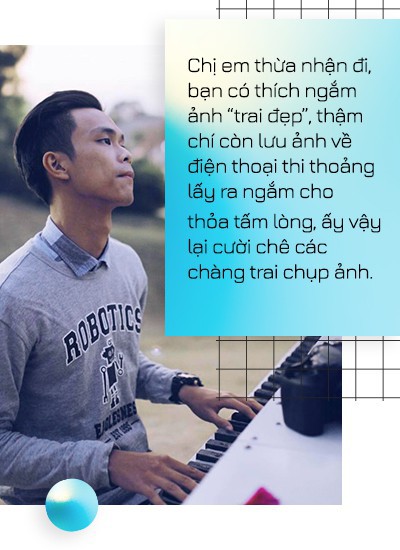 Chị em thừa nhận đi,
bạn có thích ngắm
ảnh “trai đẹp”, thậm
chí còn lưu ảnh về
điện thoại thi thoảng
lấy ra ngắm cho
thỏa tấm lòng, ấy vậy
lại cười chê các
chàng trai chụp ảnh.
ROBOTICS